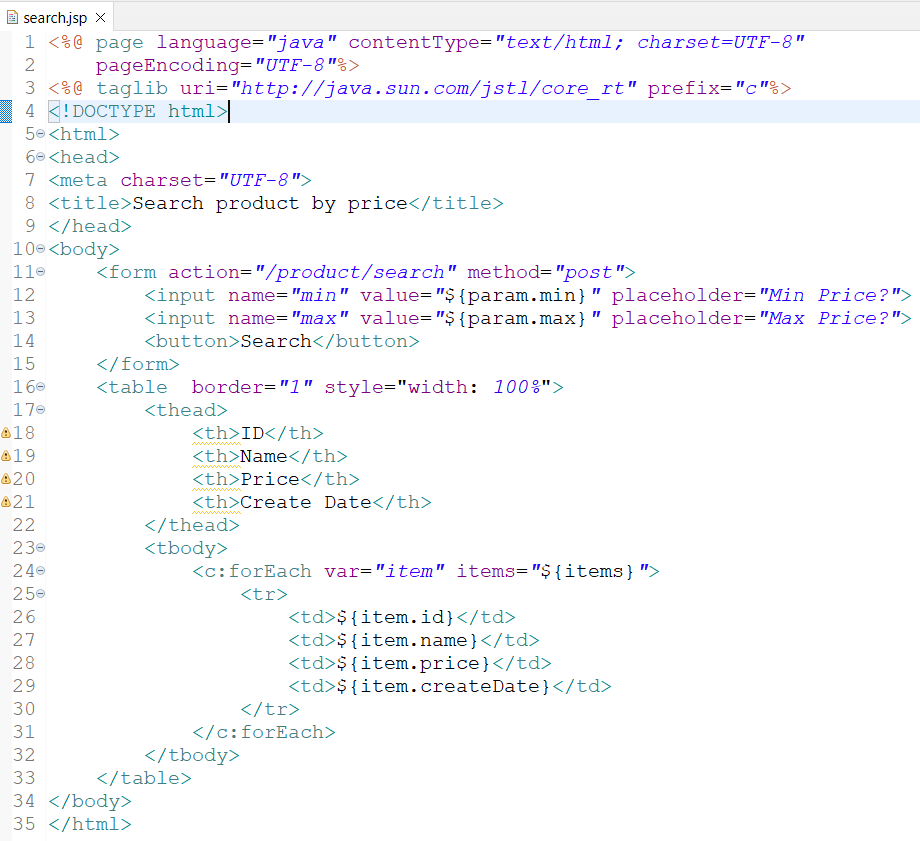 search.jsp
1 <%@ page language="java" contentType="text/html; charset=UTF-8"
2     pageEncoding="UTF-8"%>
3 <%@ taglib uri="http://java.sun.com/jstl/core_rt" prefix="c"%>
4 <!DOCTYPE html>
5 <html>
6 <head>
7 <meta charset="UTF-8">
8 <title>Search product by price</title>
9 </head>
10 <body>
11     <form action="/product/search" method="post">
12         <input name="min" value="${param.min}" placeholder="Min Price?">
13         <input name="max" value="${param.max}" placeholder="Max Price?">
14         <button>Search</button>
15     </form>
16     <table  border="1" style="width: 100%">
17         <thead>
18             <th>ID</th>
19             <th>Name</th>
20             <th>Price</th>
21             <th>Create Date</th>
22         </thead>
23         <tbody>
24             <c:forEach var="item" items="${items}">
25                 <tr>
26                     <td>${item.id}</td>
27                     <td>${item.name}</td>
28                     <td>${item.price}</td>
29                     <td>${item.createDate}</td>
30                 </tr>
31             </c:forEach>
32         </tbody>
33     </table>
34 </body>
35 </html>